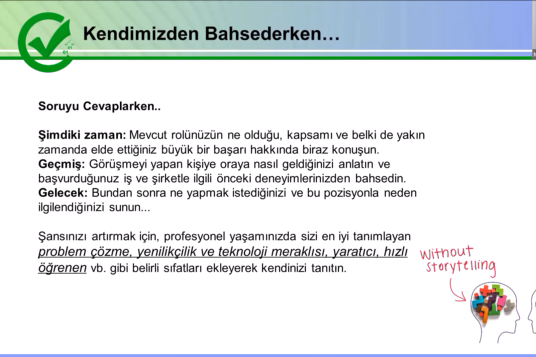 Kendimizden Bahsederken…
Soruyu Cevaplarken..
Şimdiki zaman: Mevcut rolünüzün ne olduğu, kapsamı ve belki de yakın
zamanda elde ettiğiniz büyük bir başarı hakkında biraz konuşun.
Geçmiş: Görüşmeyi yapan kişiye oraya nasıl geldiğinizi anlatın ve
başvurduğunuz iş ve şirketle ilgili önceki deneyimlerinizden bahsedin.
Gelecek: Bundan sonra ne yapmak istediğinizi ve bu pozisyonla neden
ilgilendiğinizi sunun...
Şansınızı artırmak için, profesyonel yaşamınızda sizi en iyi tanımlayan
problem çözme, yenilikçilik ve teknoloji meraklısı, yaratıcı, hızlı
öğrenen vb. gibi belirli sıfatları ekleyerek kendinizi tanıtın.
Without
storytelling